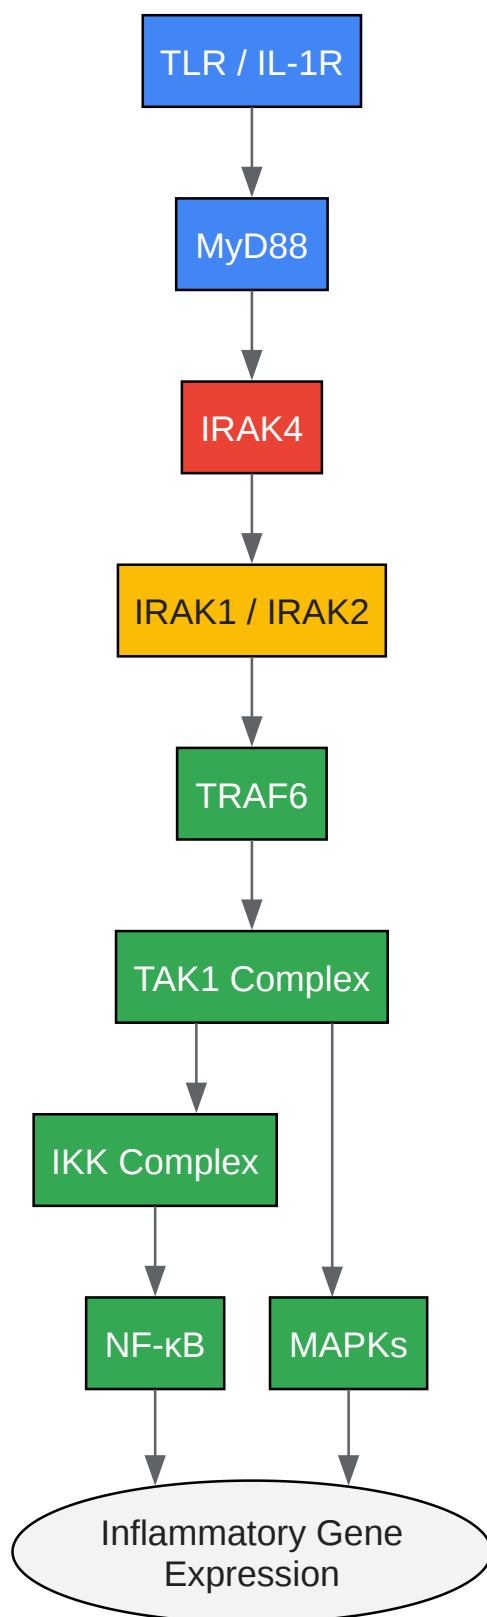 TLR / IL-1R
MyD88
IRAK4
IRAK1 / IRAK2
TRAF6
TAK1 Complex
IKK Complex
NF-κB
MAPKs
Inflammatory Gene
Expression